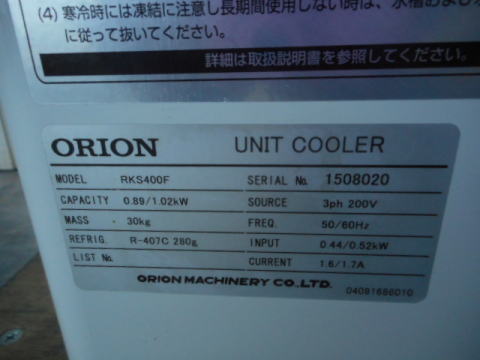 (4) 寒冷時には凍結に注意し長期間使用しない時は、水槽およ
に従って抜いてください。
詳細は取扱説明書を参照してください。
ORION UNIT COOLER
MODEL RKS400F SERIAL No. 1508020
CAPACITY 0.89/1.02kW SOURCE 3ph 200V
MASS 30kg FREQ. 50/60Hz
REFRIG. R-407C 280g INPUT 0.44/0.52kW
LIST No. CURRENT 1.6/1.7A
ORION MACHINERY CO.,LTD. 04091686010